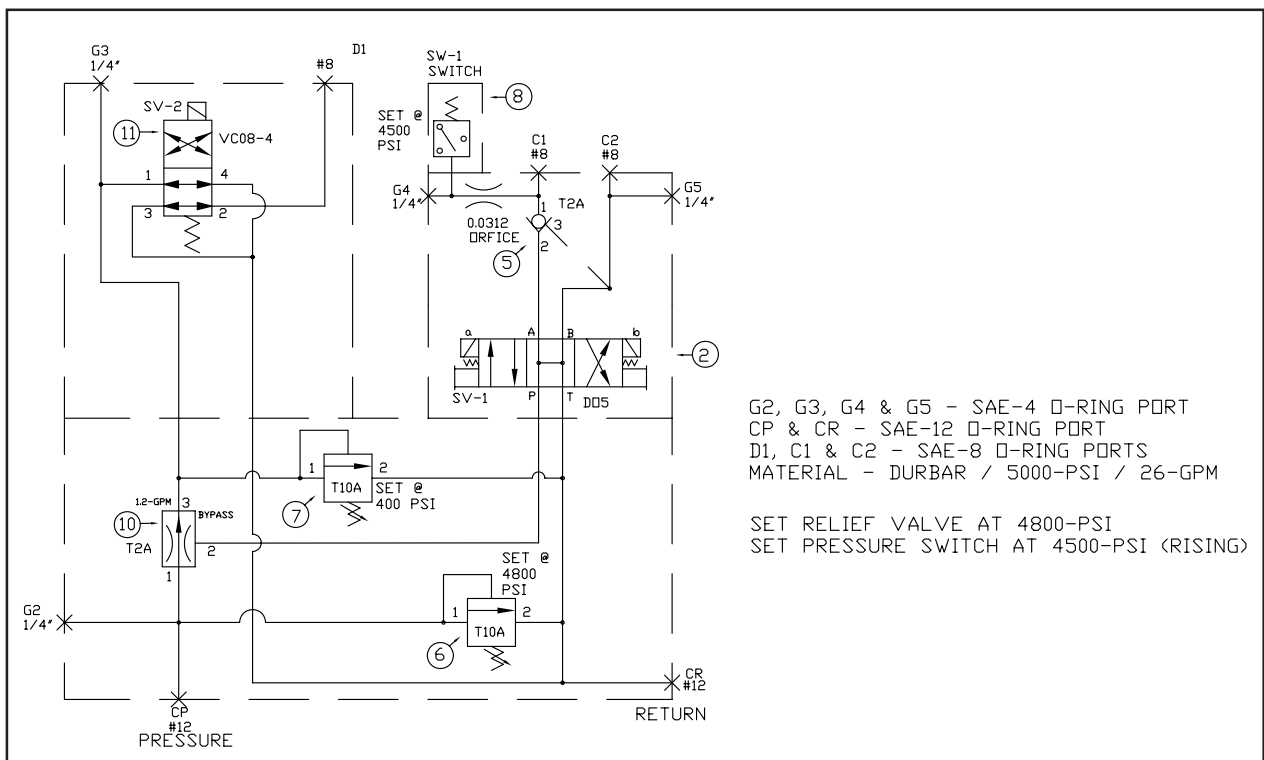 G3
1/4"
#8
D1
SW-1
SWITCH
8
SV-2
11
VC08-4
SET @
4500
PSI
C1
#8
C2
#8
1
4
3
2
G4
1/4"
G5
1/4"
1
T2A
3
2
0.0312
ORFICE
5
a
A
B
b
2
SV-1
P
T
DO5
G2, G3, G4 & G5 - SAE-4 O-RING PORT
CP & CR - SAE-12 O-RING PORT
D1, C1 & C2 - SAE-8 O-RING PORTS
MATERIAL - DURBAR / 5000-PSI / 26-GPM
SET RELIEF VALVE AT 4800-PSI
SET PRESSURE SWITCH AT 4500-PSI (RISING)
1
2
T10A
SET @
400 PSI
7
1.2-GPM
3
BYPASS
10
T2A
2
1
SET @
4800
PSI
G2
1/4"
1
2
T10A
6
CR
#12
RETURN
CP
#12
PRESSURE